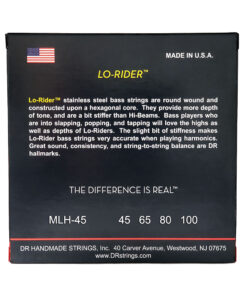 MADE IN U.S.A.
LO-RIDER™
Lo-Rider™ stainless steel bass strings are round wound and
constructed upon a hexagonal core. They provide more depth
of tone, and are a bit stiffer than Hi-Beams. Bass players who
are into slapping, popping, and tapping will love the highs as
well as depths of Lo-Riders. The slight bit of stiffness makes
Lo-Rider bass strings very accurate when playing harmonics.
Great sound, consistency, and string-to-string balance are DR
hallmarks.
THE DIFFERENCE IS REAL™
MLH-45 45 65 80 100
DR HANDMADE STRINGS, Inc. 40 Carver Avenue, Westwood, NJ 07675
www.DRstrings.com